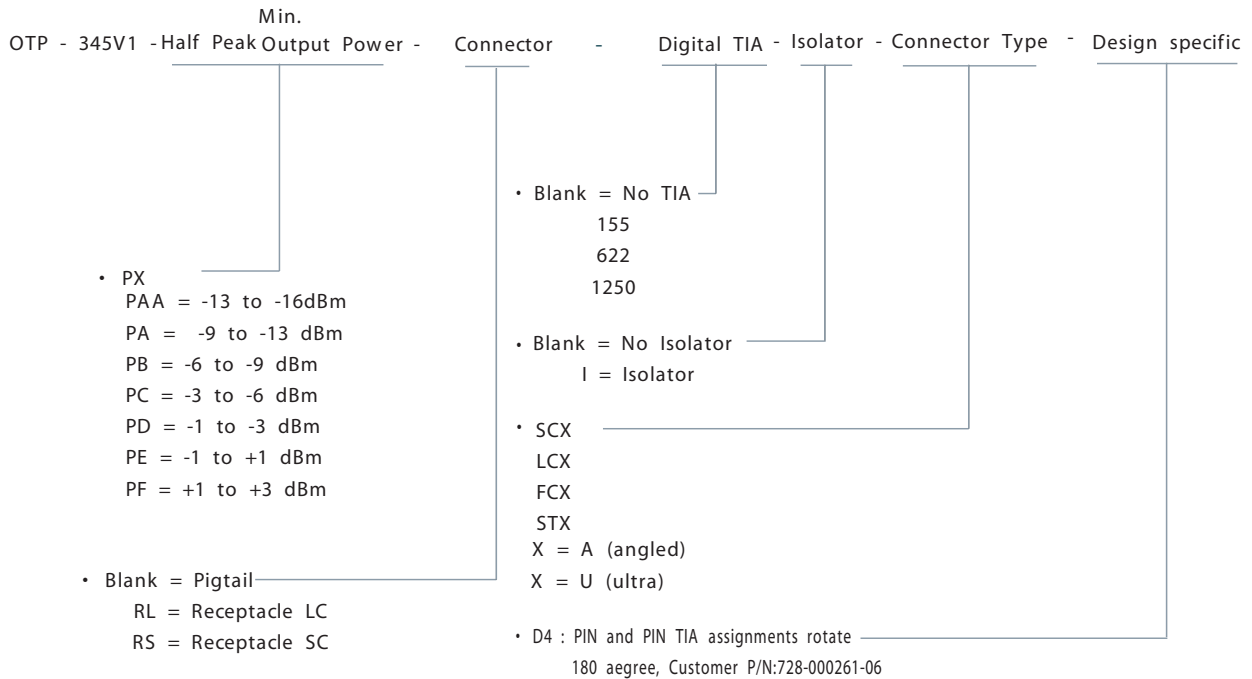 Min.
OTP - 345V1 - Half Peak Output Power - Connector - Digital TIA - Isolator - Connector Type - Design specific
• Blank = No TIA
155
622
1250
• PX
PAA = -13 to -16dBm
PA = -9 to -13 dBm
PB = -6 to -9 dBm
PC = -3 to -6 dBm
PD = -1 to -3 dBm
PE = -1 to +1 dBm
PF = +1 to +3 dBm
• Blank = No Isolator
I = Isolator
• SCX
LCX
FCX
STX
X = A (angled)
X = U (ultra)
• Blank = Pigtail
RL = Receptacle LC
RS = Receptacle SC
• D4 : PIN and PIN TIA assignments rotate
180 aegree, Customer P/N:728-000261-06